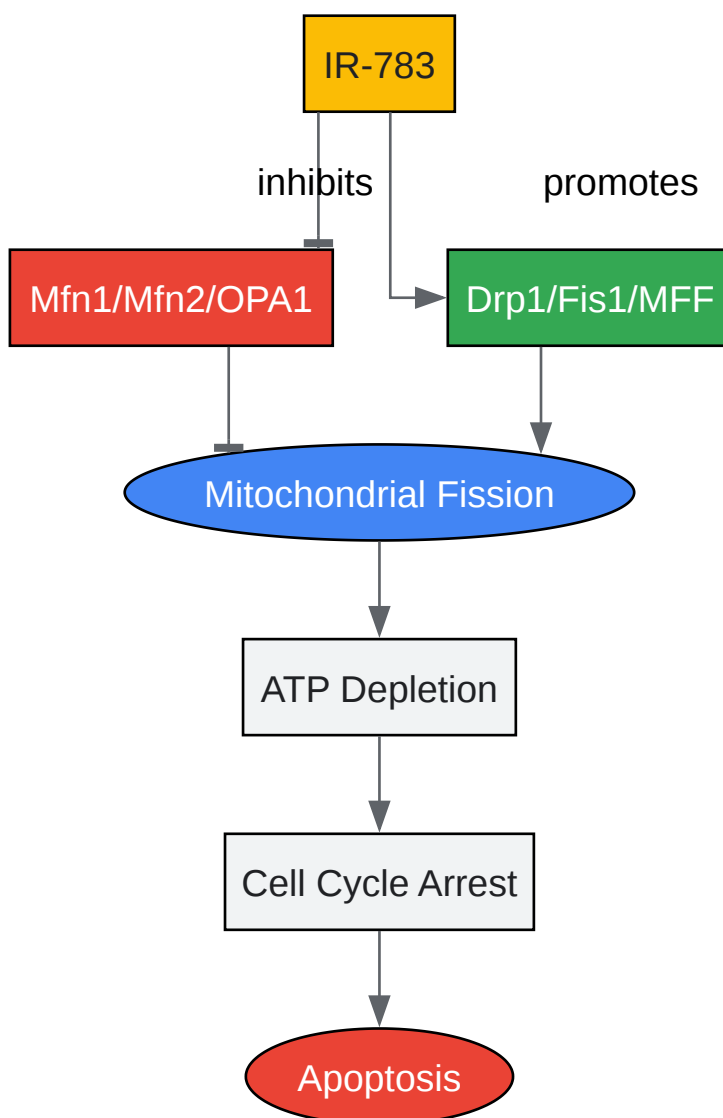 IR-783
inhibits
promotes
Mfn1/Mfn2/OPA1
Drp1/Fis1/MFF
Mitochondrial Fission
ATP Depletion
Cell Cycle Arrest
Apoptosis